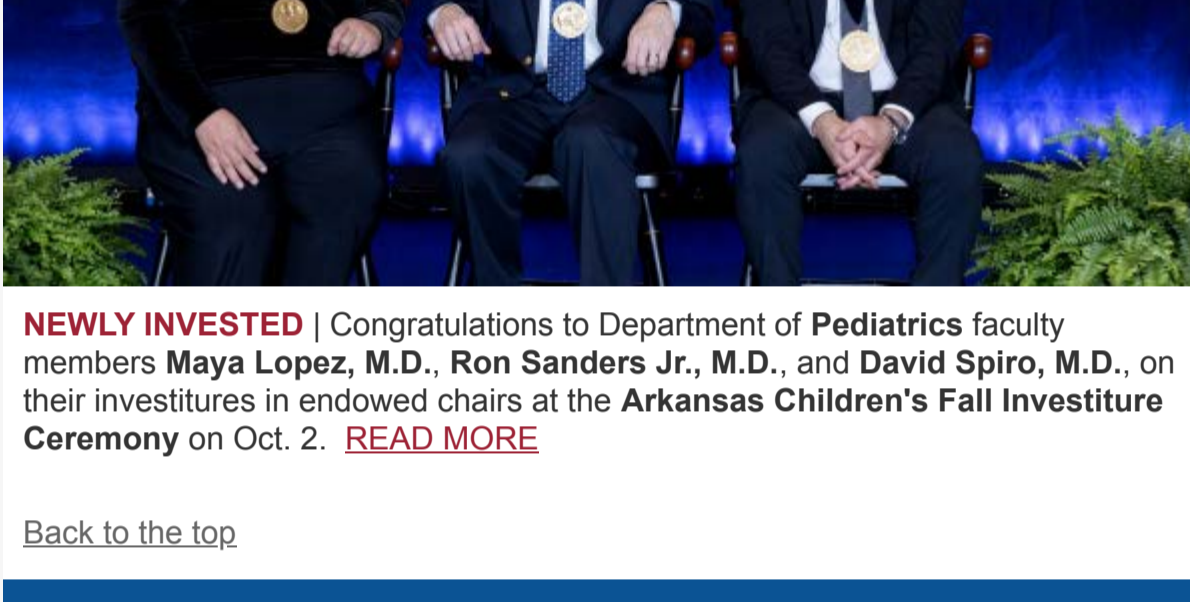 NEWLY INVESTED | Congratulations to Department of Pediatrics faculty
members Maya Lopez, M.D., Ron Sanders Jr., M.D., and David Spiro, M.D., on
their investitures in endowed chairs at the Arkansas Children's Fall Investiture
Ceremony on Oct. 2. READ MORE
Back to the top